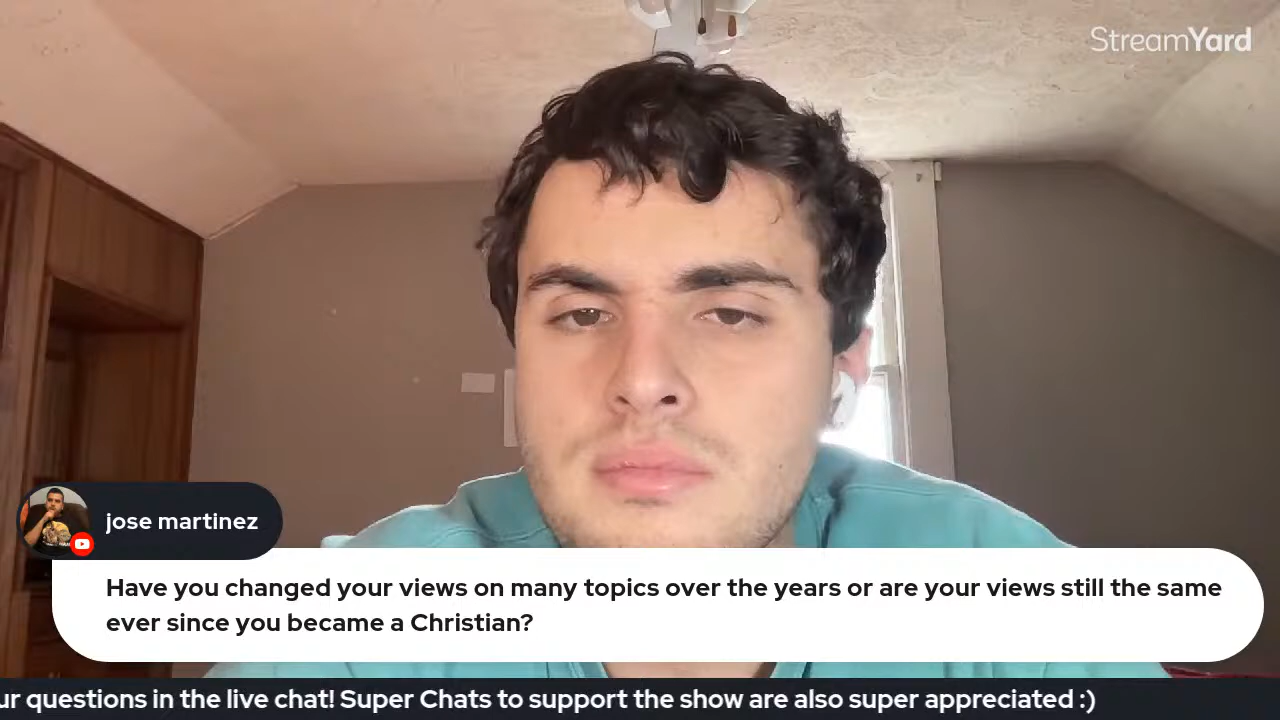 StreamYard
jose martinez
Have you changed your views on many topics over the years or are your views still the same
ever since you became a Christian?
ur questions in the live chat! Super Chats to support the show are also super appreciated :)